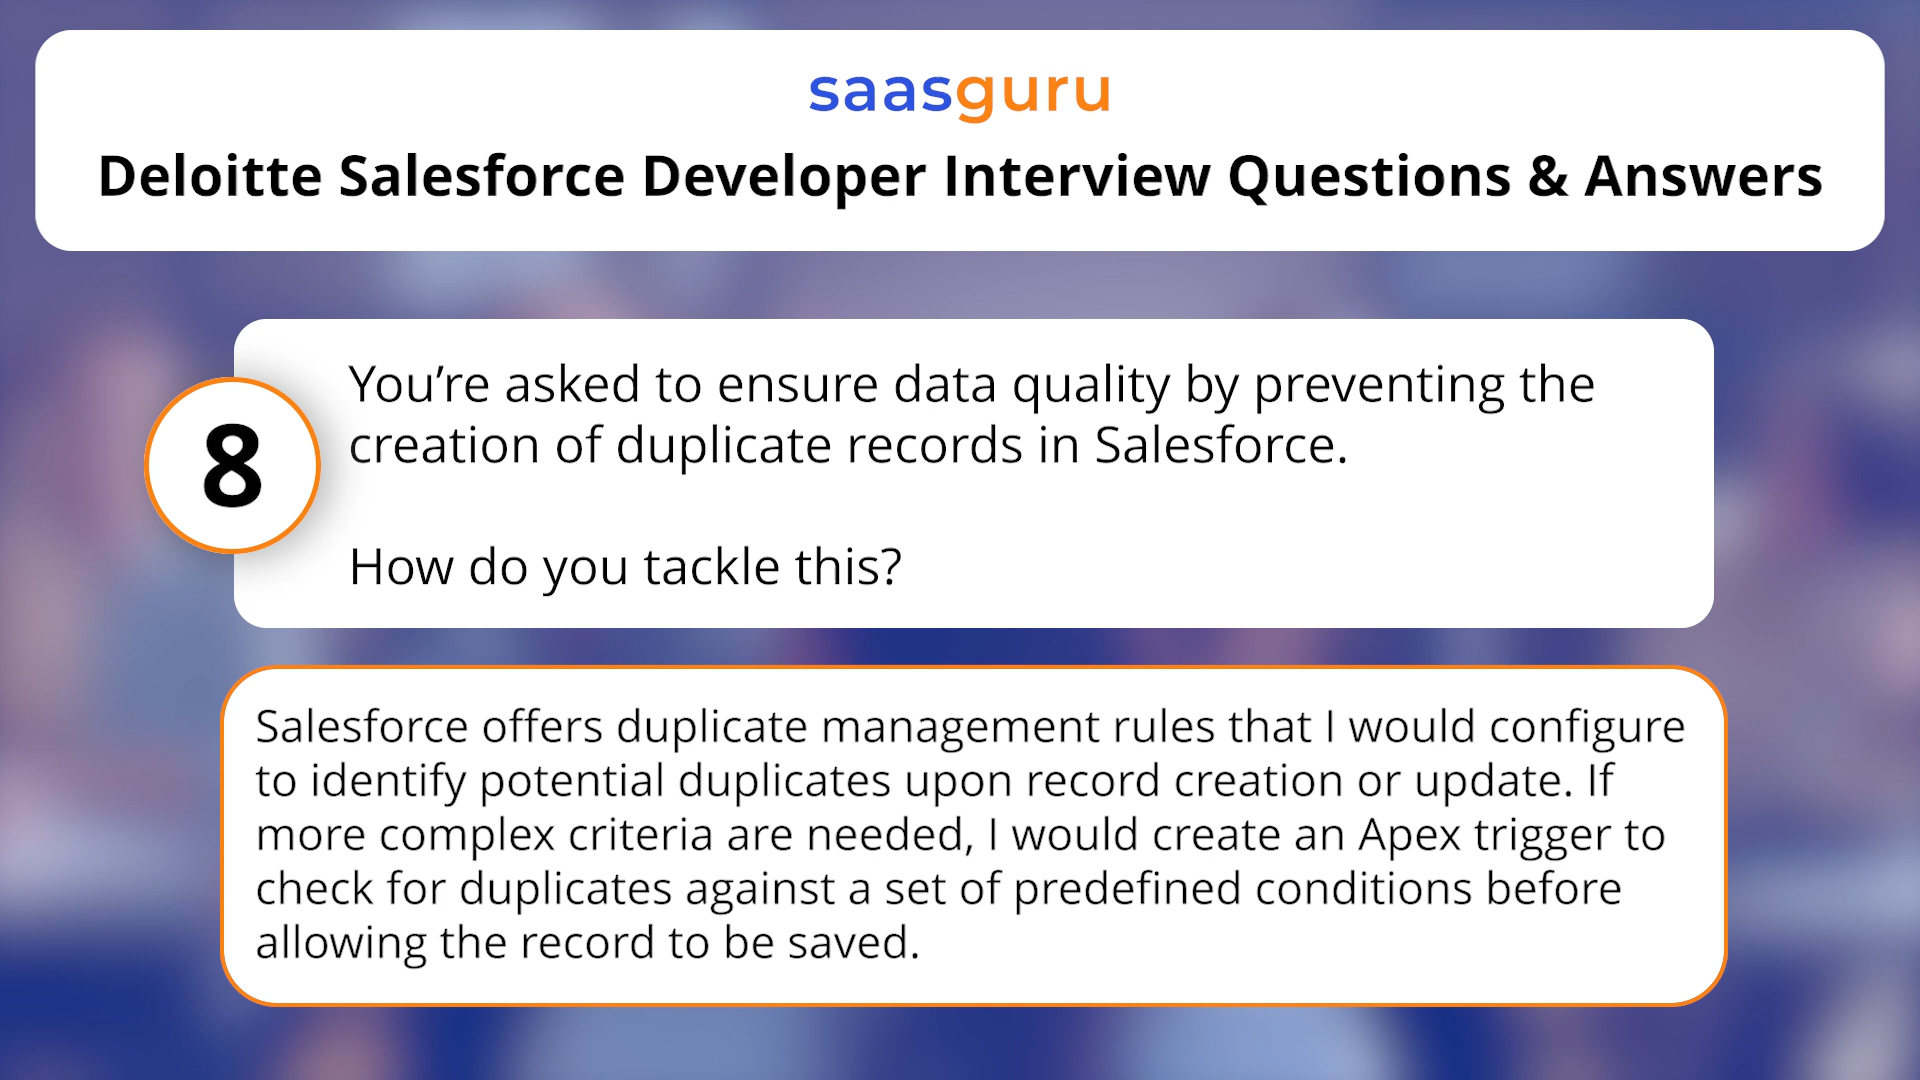 saasguru
Deloitte Salesforce Developer Interview Questions & Answers
8
You’re asked to ensure data quality by preventing the
creation of duplicate records in Salesforce.
How do you tackle this?
Salesforce offers duplicate management rules that I would configure
to identify potential duplicates upon record creation or update. If
more complex criteria are needed, I would create an Apex trigger to
check for duplicates against a set of predefined conditions before
allowing the record to be saved.